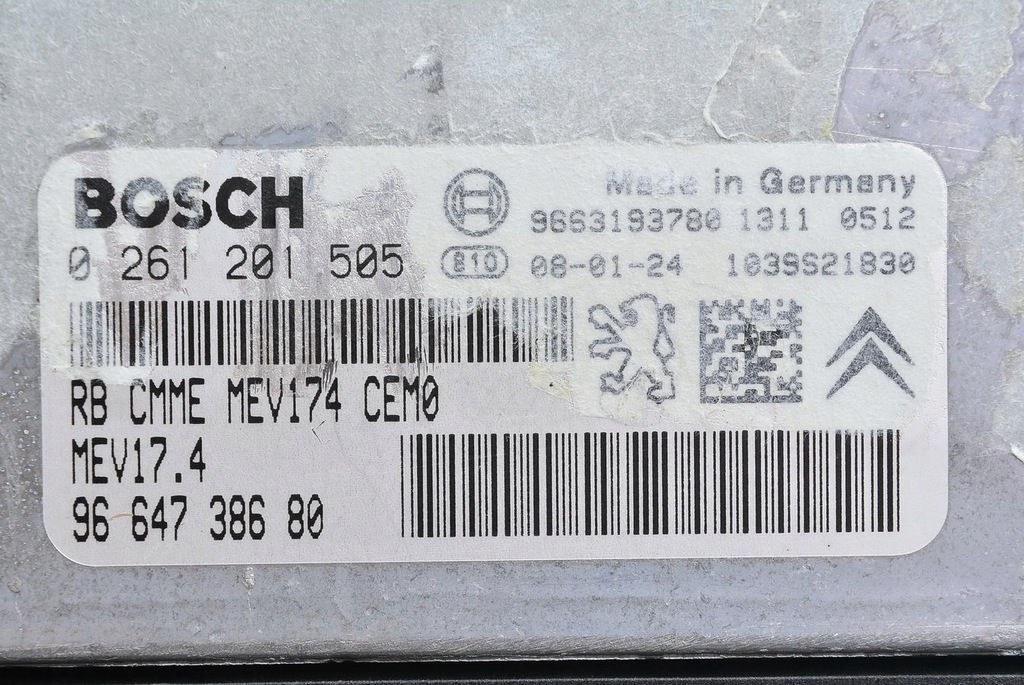 BOSCH
Made in Germany
9663193780 1311 0512
0 261 201 505
810 08-01-24 1039S21830
RB CMME MEV174 CEM0
MEV17.4
96 647 386 80